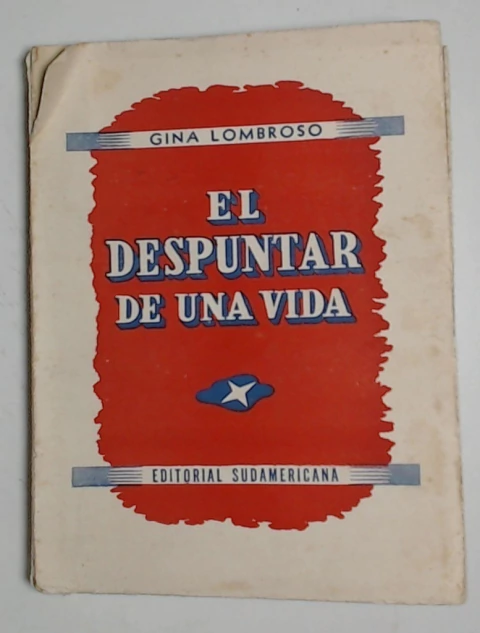 GINA LOMBROSO
EL
DESPUNTAR
DE UNA VIDA
EDITORIAL SUDAMERICANA